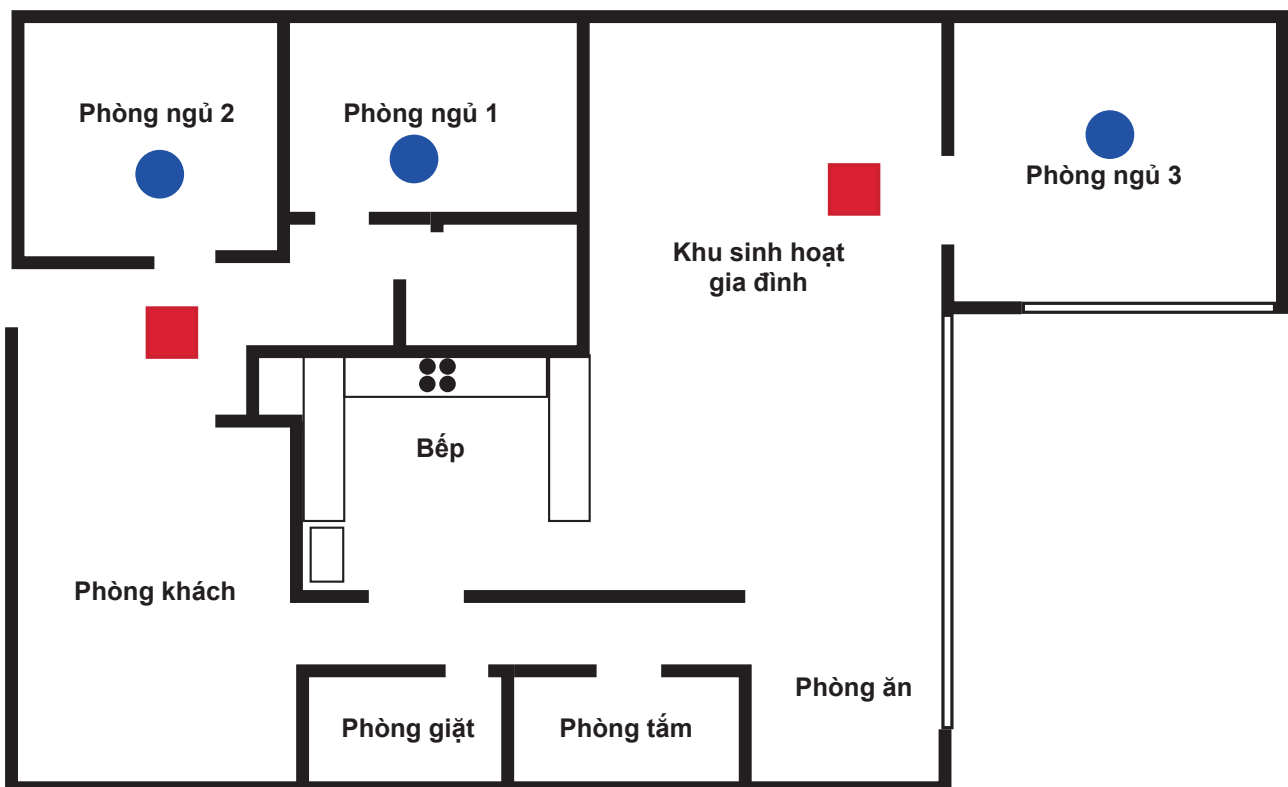 Phòng ngủ 2
Phòng ngủ 1
Phòng ngủ 3
Khu sinh hoạt
gia đình
Bếp
Phòng khách
Phòng ăn
Phòng giặt
Phòng tắm